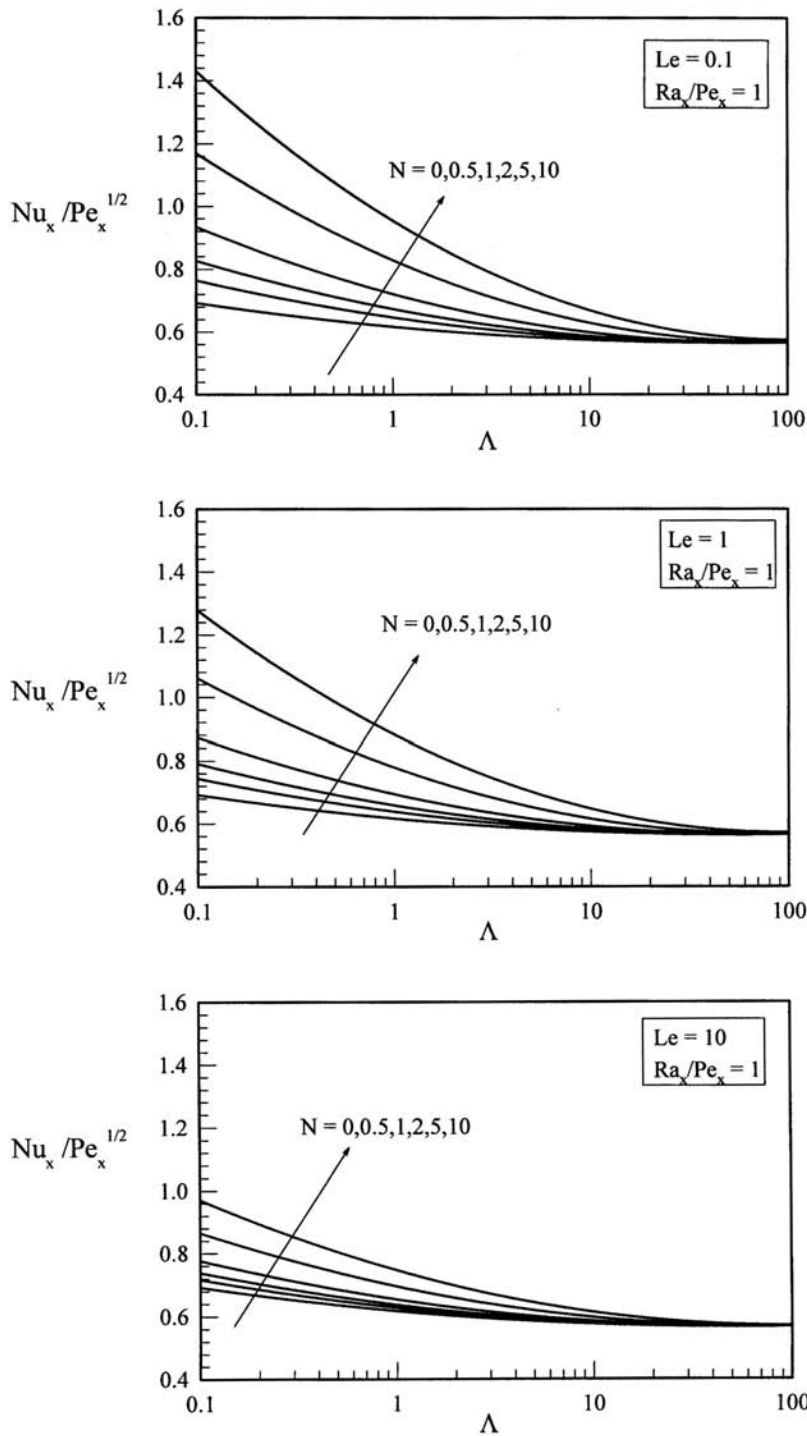 1.6
Le = 0.1
Ra_x/Pe_x = 1
1.4
1.2
N = 0,0.5,1,2,5,10
Nu_x /Pe_x^1/2
1.0
0.8
0.6
0.4
0.1 1 10 100
Λ
1.6
Le = 1
Ra_x/Pe_x = 1
1.4
1.2
N = 0,0.5,1,2,5,10
Nu_x /Pe_x^1/2
1.0
0.8
0.6
0.4
0.1 1 10 100
Λ
1.6
Le = 10
Ra_x/Pe_x = 1
1.4
1.2
N = 0,0.5,1,2,5,10
Nu_x /Pe_x^1/2
1.0
0.8
0.6
0.4
0.1 1 10 100
Λ